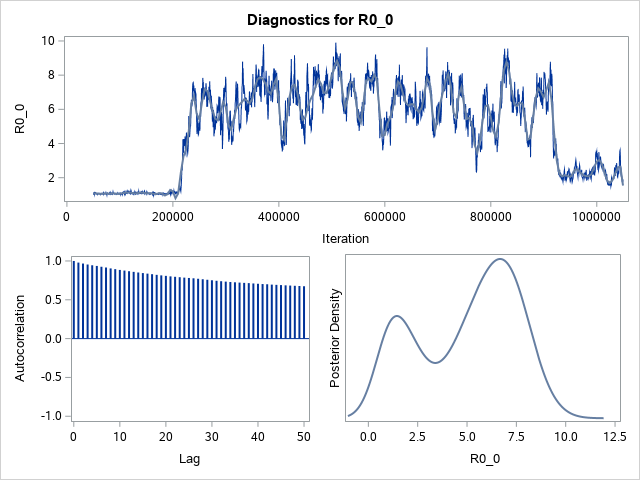 Diagnostics for R0_0
R0_0
10
8
6
4
2
0 200000 400000 600000 800000 1000000
Iteration
Autocorrelation
1.0
0.5
0.0
-0.5
-1.0
0 10 20 30 40 50
Lag
Posterior Density
0.0 2.5 5.0 7.5 10.0 12.5
R0_0